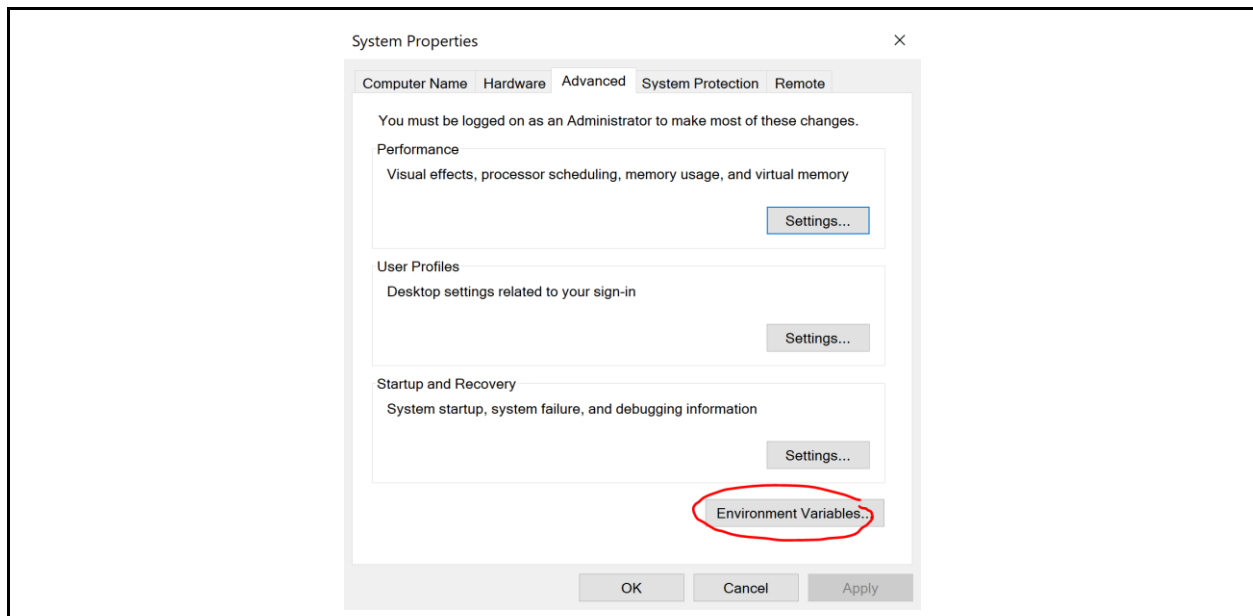 System Properties
Computer Name Hardware Advanced System Protection Remote
You must be logged on as an Administrator to make most of these changes.
Performance
Visual effects, processor scheduling, memory usage, and virtual memory
Settings...
User Profiles
Desktop settings related to your sign-in
Settings...
Startup and Recovery
System startup, system failure, and debugging information
Settings...
Environment Variables...
OK Cancel Apply